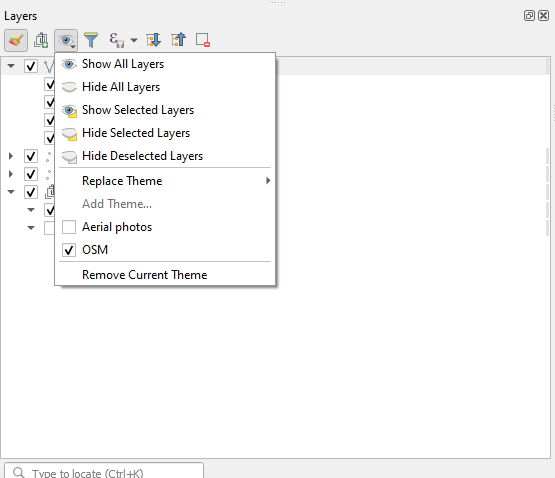 Layers
Show All Layers
Hide All Layers
Show Selected Layers
Hide Selected Layers
Hide Deselected Layers
Replace Theme
Add Theme...
Aerial photos
OSM
Remove Current Theme
Type to locate (Ctrl+K)